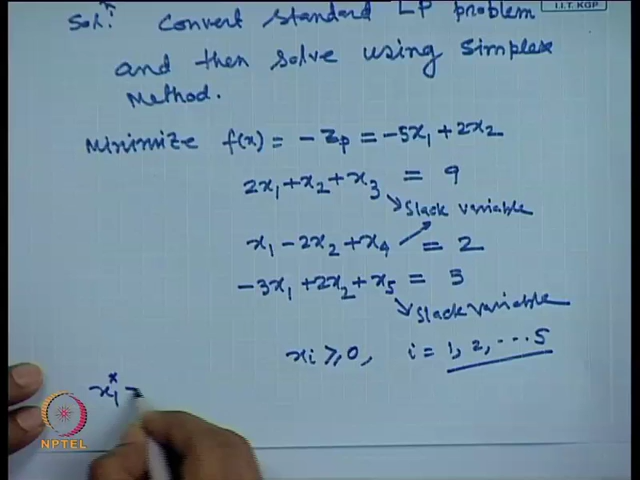 I.I.T. KGP
Sol: Convert standard LP problem
and then solve using Simplex
Method.
Minimize f(x) = - Zp = -5x₁ + 2x₂
2x₁ + x₂ + x₃ = 9
Slack variable
x₁ - 2x₂ + x₄ = 2
-3x₁ + 2x₂ + x₅ = 5
Slack variable
xi ≥ 0, i = 1, 2, ... 5
x₁* =
NPTEL